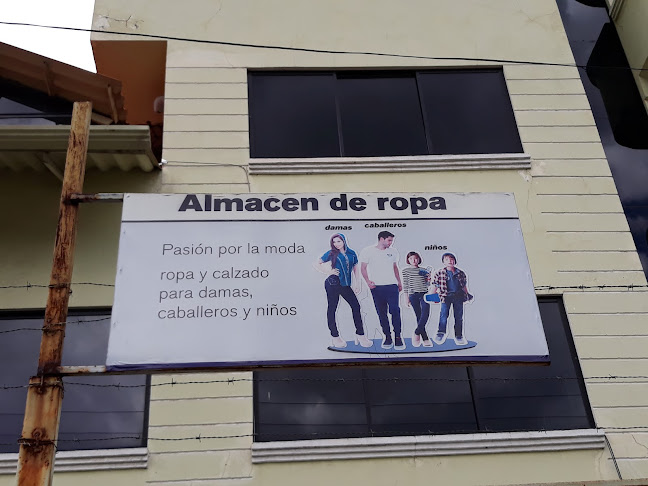 Almacen de ropa
damas
caballeros
niños
Pasión por la moda
ropa y calzado
para damas,
caballeros y niños